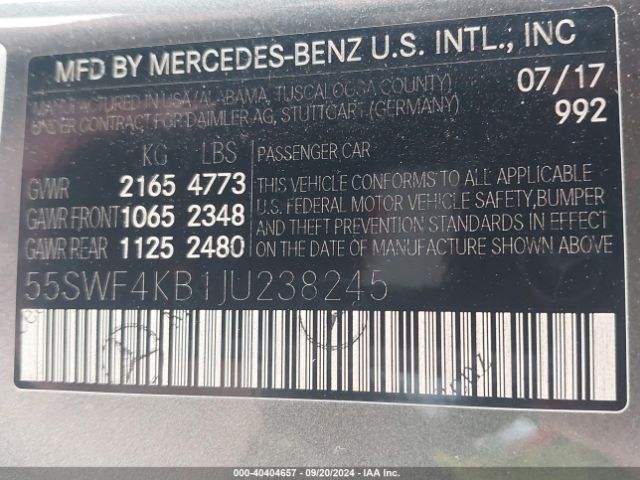 MFD BY MERCEDES-BENZ U.S. INTL., INC
MANUFACTURED IN USA (ALABAMA, TUSCALOOSA COUNTY) 07/17
UNDER CONTRACT FOR DAIMLER AG, STUTTGART (GERMANY) 992
KG LBS PASSENGER CAR
GVWR 2165 4773
GAWR FRONT 1065 2348
GAWR REAR 1125 2480
THIS VEHICLE CONFORMS TO ALL APPLICABLE
U.S. FEDERAL MOTOR VEHICLE SAFETY, BUMPER
AND THEFT PREVENTION STANDARDS IN EFFECT
ON THE DATE OF MANUFACTURE SHOWN ABOVE.
55SWF4KB1JU238245
000-40404657 - 09/20/2024 - IAA Inc.